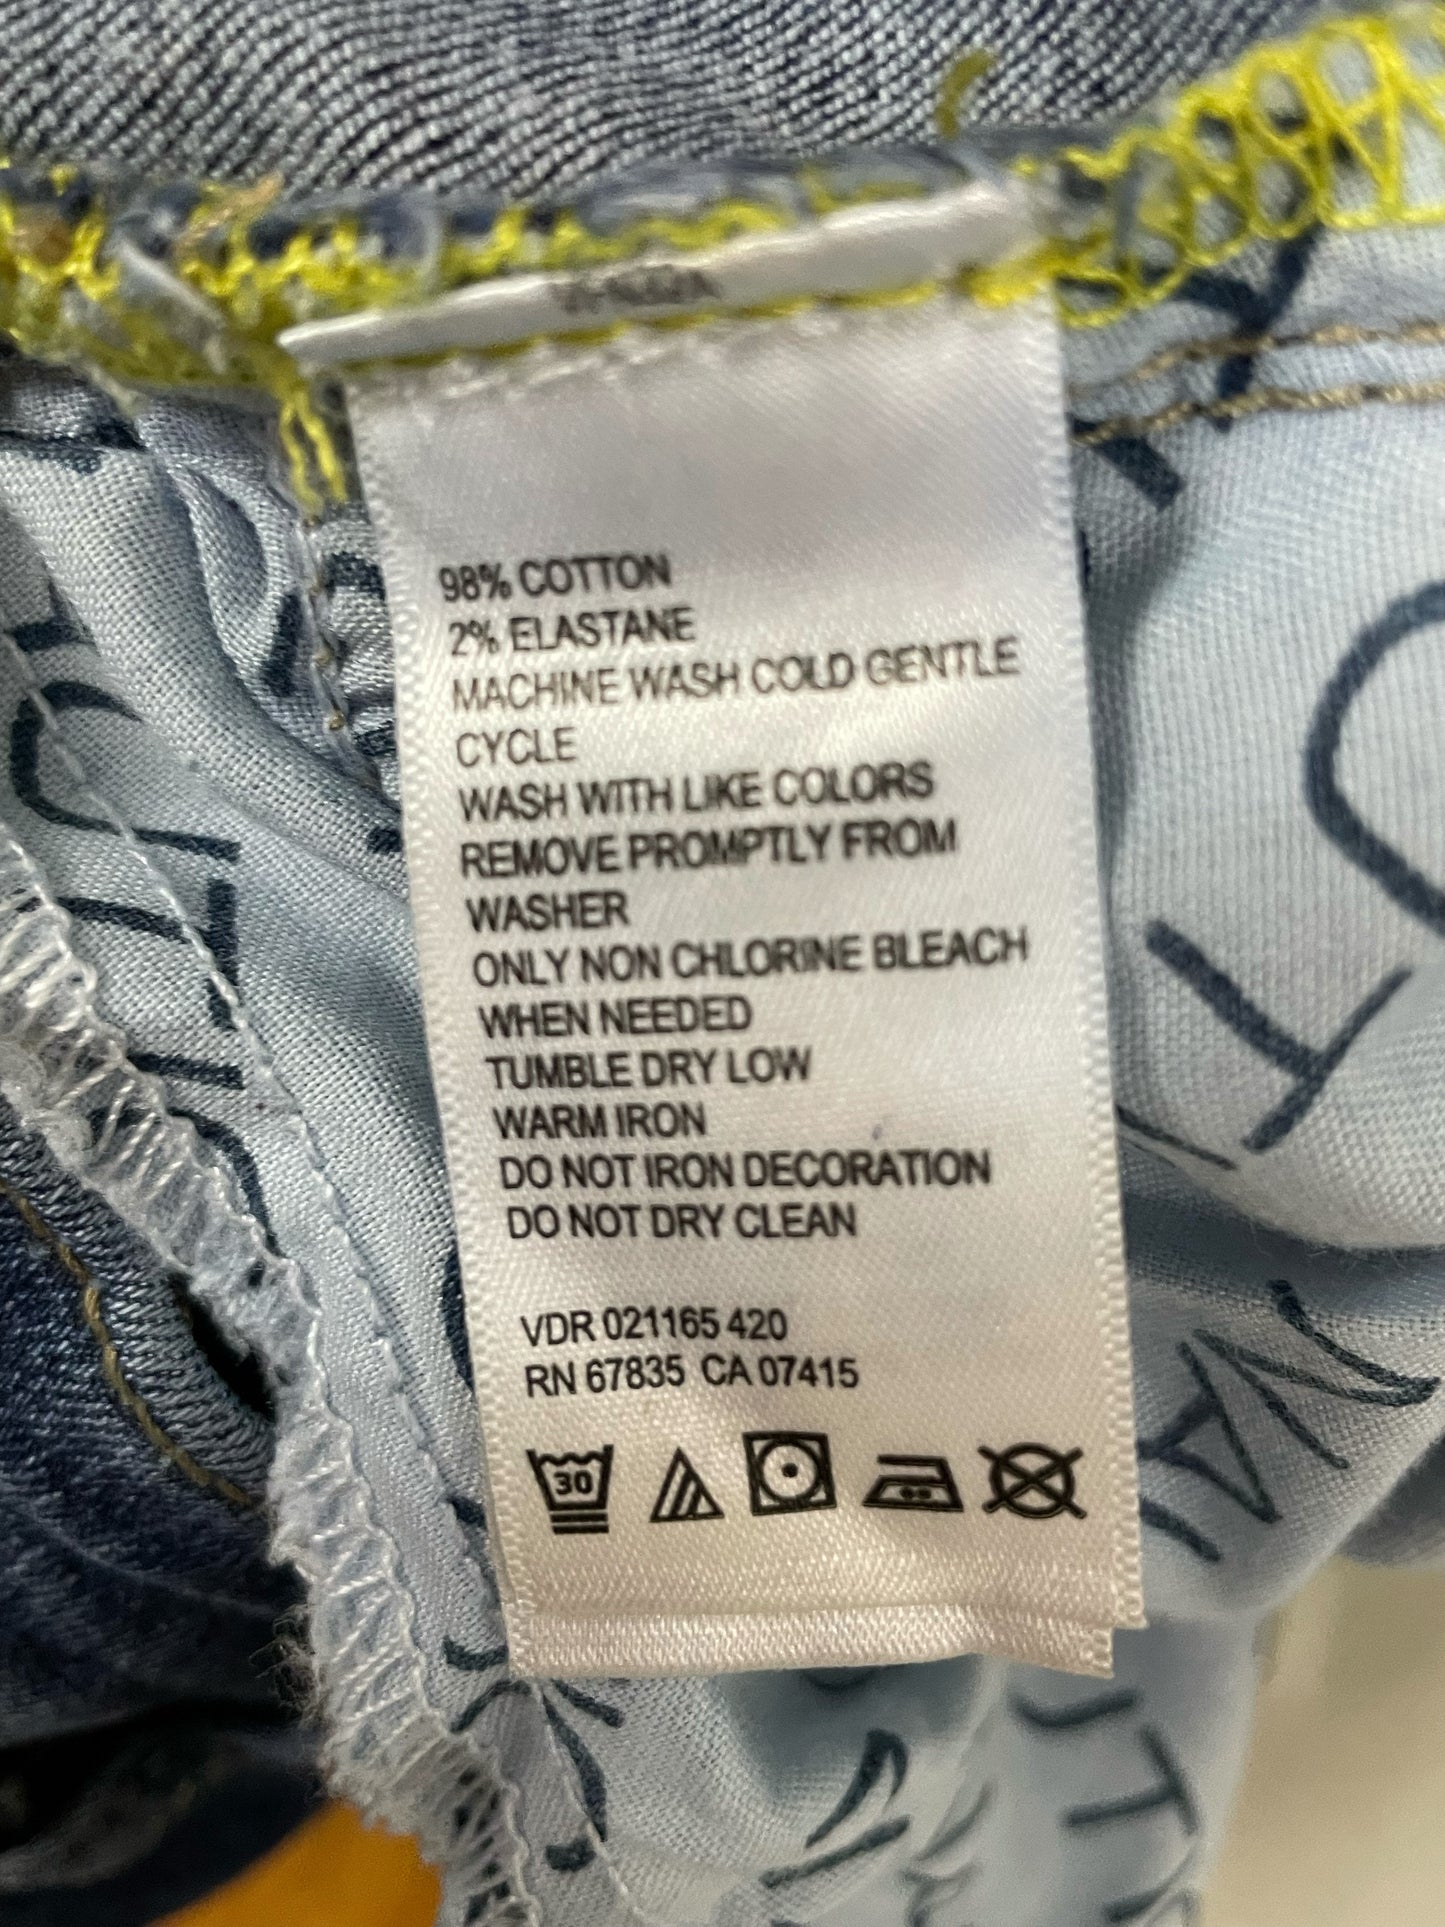 98% COTTON
2% ELASTANE
MACHINE WASH COLD GENTLE
CYCLE
WASH WITH LIKE COLORS
REMOVE PROMPTLY FROM
WASHER
ONLY NON CHLORINE BLEACH
WHEN NEEDED
TUMBLE DRY LOW
WARM IRON
DO NOT IRON DECORATION
DO NOT DRY CLEAN
VDR 021165 420
RN 67835 CA 07415
30